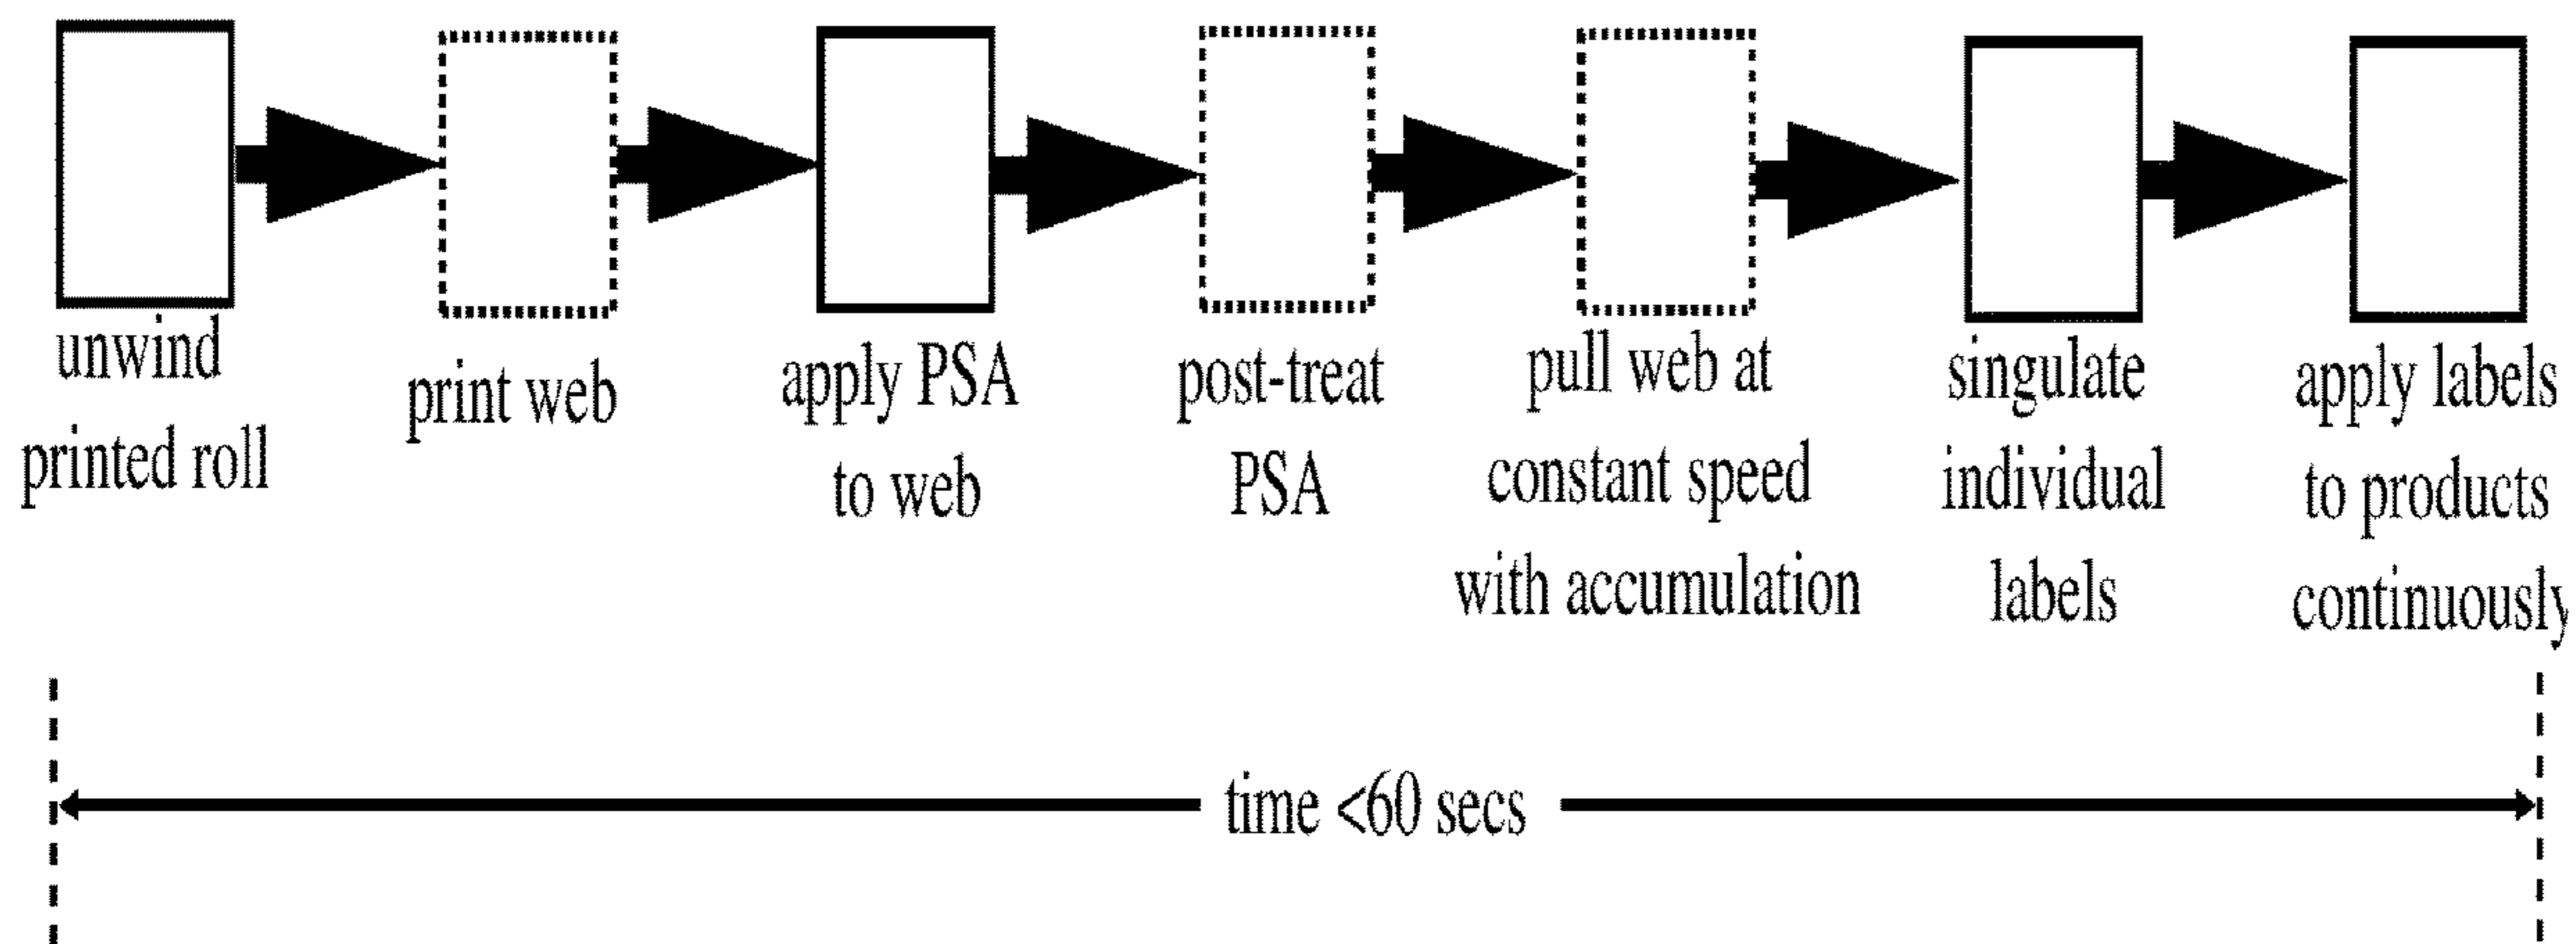 unwind
printed roll
print web
apply PSA
to web
post-treat
PSA
pull web at
constant speed
with accumulation
singulate
individual
labels
apply labels
to products
continuously
time <60 secs